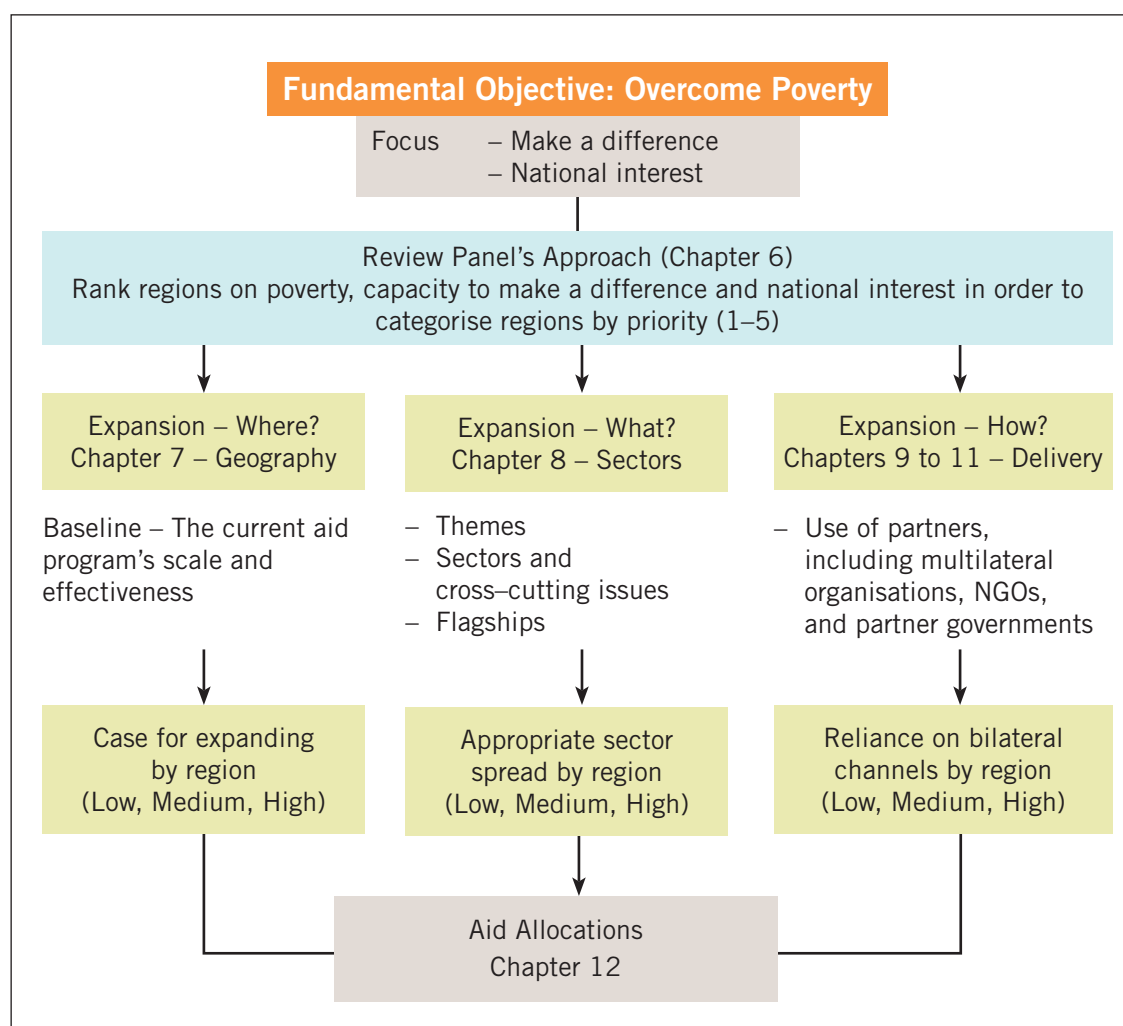 Fundamental Objective: Overcome Poverty
Focus – Make a difference
– National interest
Review Panel’s Approach (Chapter 6)
Rank regions on poverty, capacity to make a difference and national interest in order to
categorise regions by priority (1–5)
Expansion – Where?
Chapter 7 – Geography
Baseline – The current aid
program’s scale and
effectiveness
Case for expanding
by region
(Low, Medium, High)
Expansion – What?
Chapter 8 – Sectors
– Themes
– Sectors and
cross–cutting issues
– Flagships
Appropriate sector
spread by region
(Low, Medium, High)
Expansion – How?
Chapters 9 to 11 – Delivery
– Use of partners,
including multilateral
organisations, NGOs,
and partner governments
Reliance on bilateral
channels by region
(Low, Medium, High)
Aid Allocations
Chapter 12